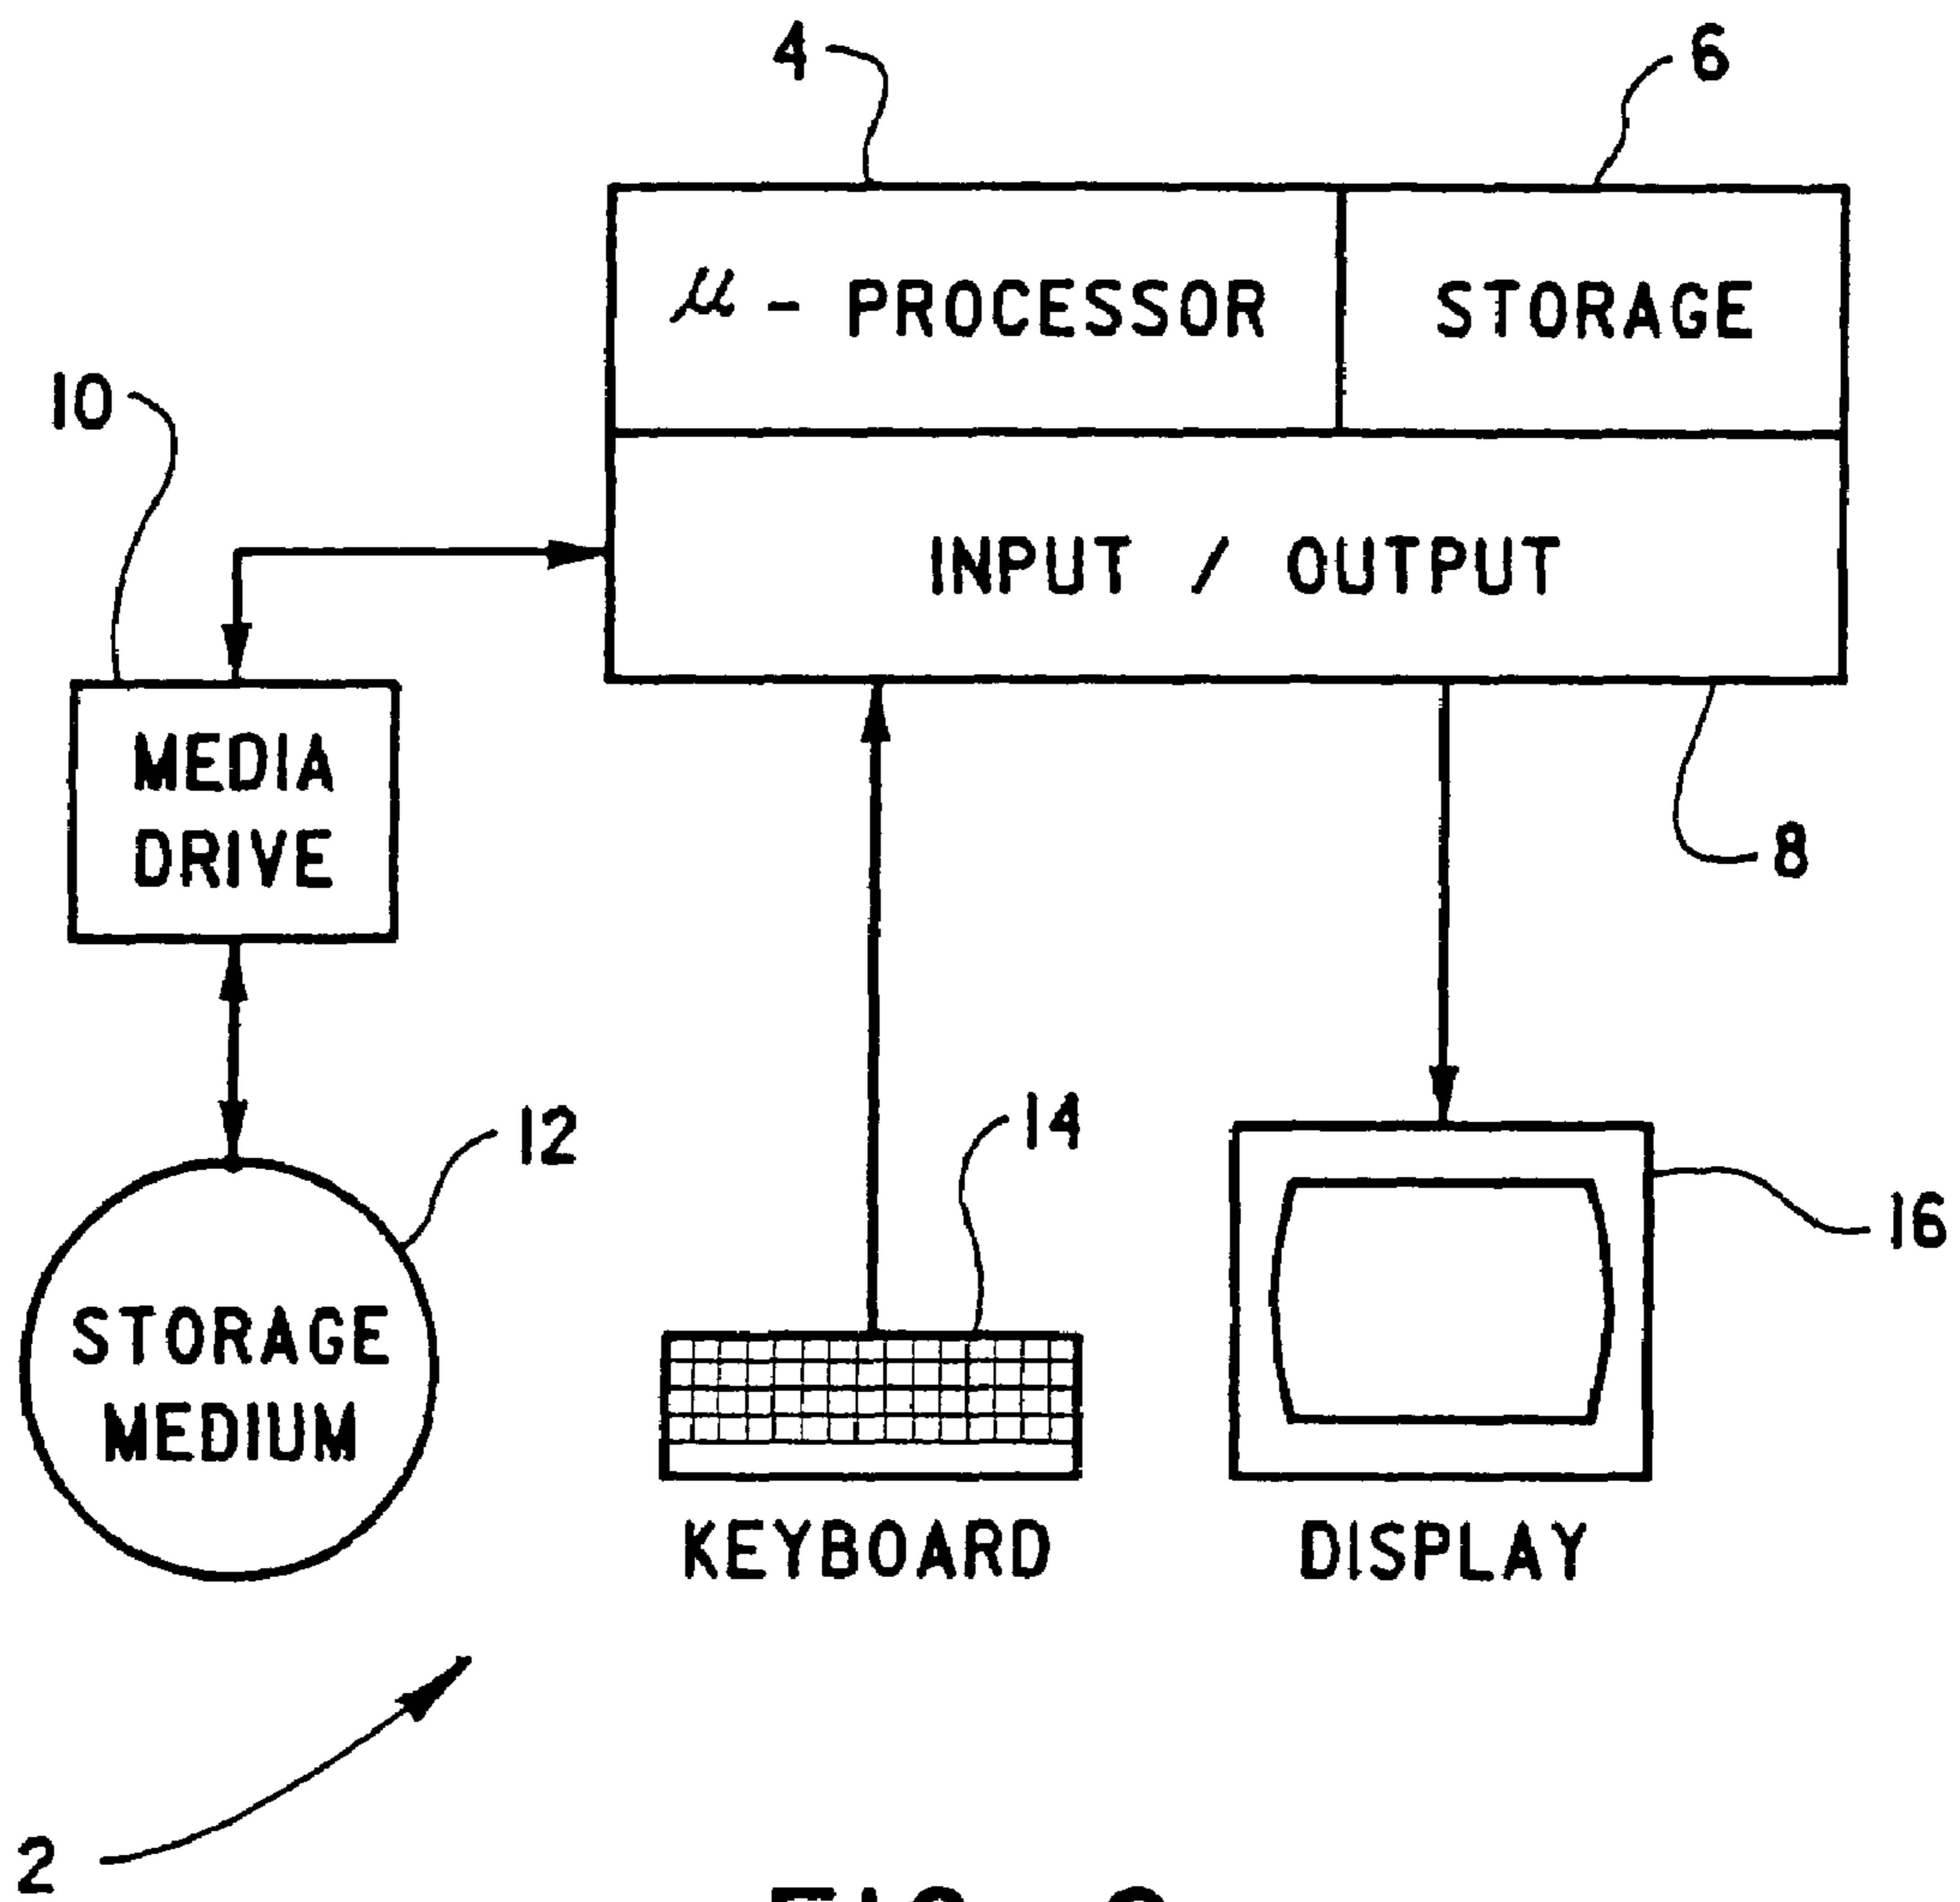 4
6
μ - PROCESSOR
STORAGE
10
INPUT / OUTPUT
MEDIA
DRIVE
8
12
14
16
STORAGE
MEDIUM
KEYBOARD
DISPLAY
2